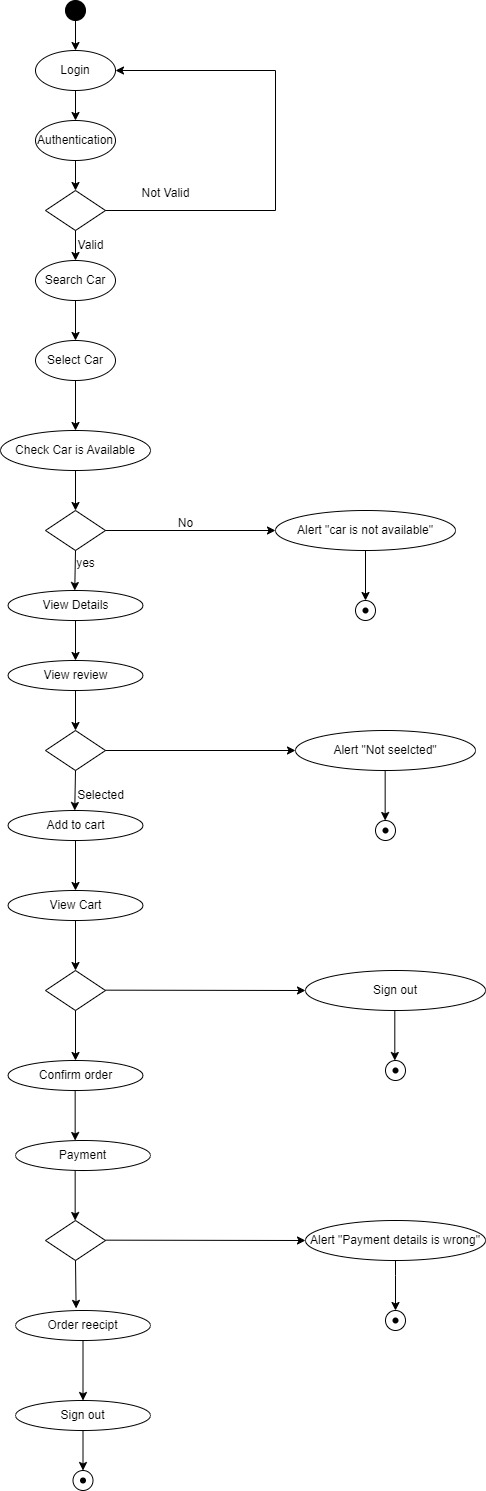 Login
Authentication
Not Valid
Valid
Search Car
Select Car
Check Car is Available
No
Alert "car is not available"
yes
View Details
View review
Alert "Not seelcted"
Selected
Add to cart
View Cart
Sign out
Confirm order
Payment
Alert "Payment details is wrong"
Order reecipt
Sign out